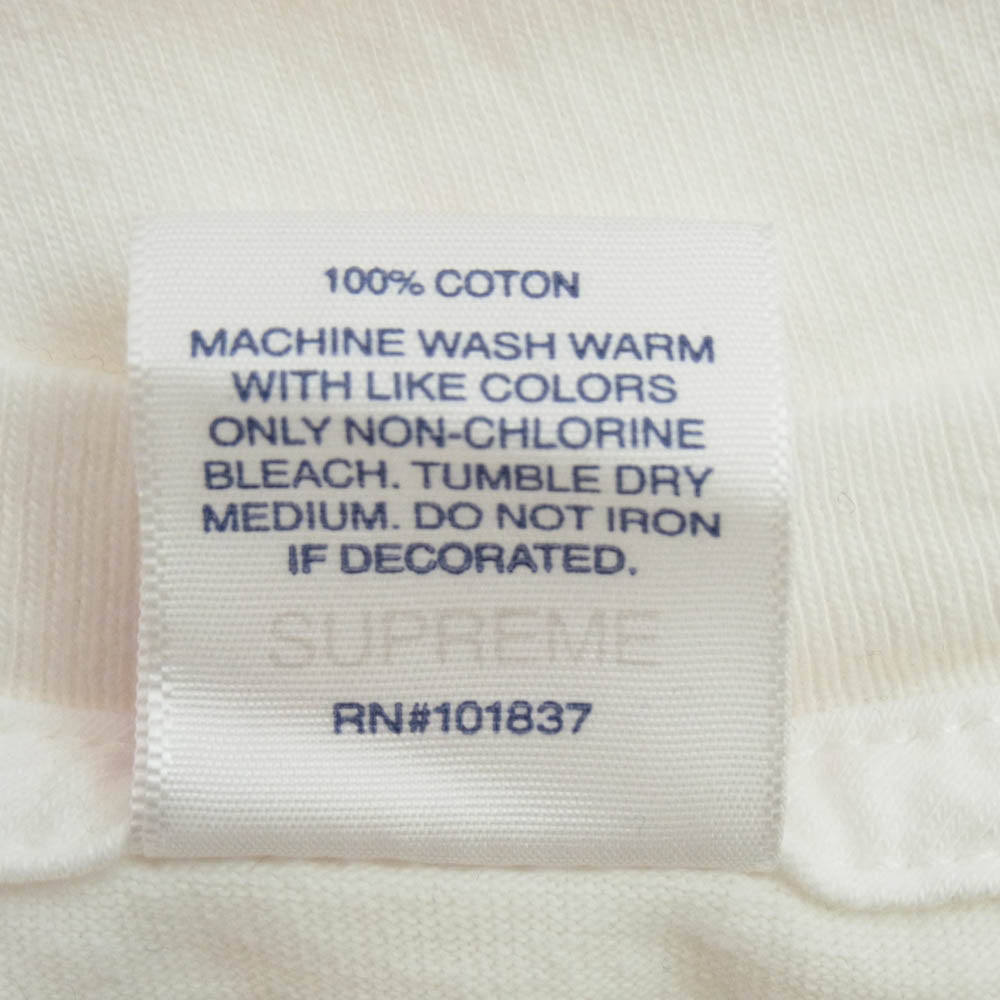 100% COTON
MACHINE WASH WARM
WITH LIKE COLORS
ONLY NON-CHLORINE
BLEACH. TUMBLE DRY
MEDIUM. DO NOT IRON
IF DECORATED.
SUPREME
RN#101837